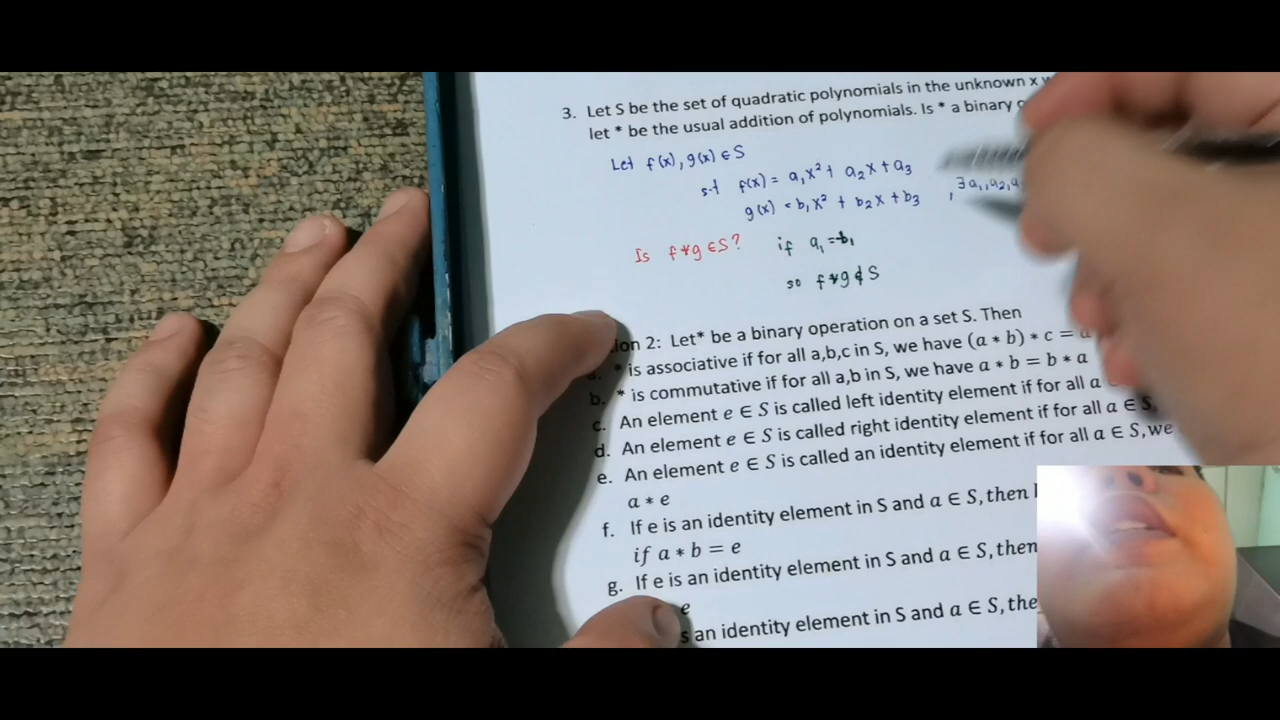 3. Let S be the set of quadratic polynomials in the unknown x
let * be the usual addition of polynomials. Is * a binary
Let f(x), g(x) ∈ S
s.t f(x) = a₁x² + a₂x + a₃
g(x) = b₁x² + b₂x + b₃ , ∃ a₁, a₂, a
Is f*g ∈ S? if a₁ = -b₁
so f*g ∉ S
2: Let* be a binary operation on a set S. Then
* is associative if for all a,b,c in S, we have (a * b) * c =
b. * is commutative if for all a,b in S, we have a * b = b * a
c. An element e ∈ S is called left identity element if for all a
d. An element e ∈ S is called right identity element if for all a ∈ S,
e. An element e ∈ S is called an identity element if for all a ∈ S, we
a * e
f. If e is an identity element in S and a ∈ S, then
if a * b = e
g. If e is an identity element in S and a ∈ S, then
e
an identity element in S and a ∈ S, the